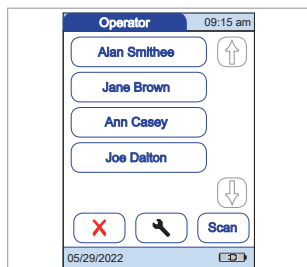 Operator 09:15 am
Alan Smithee
Jane Brown
Ann Casey
Joe Dalton
Scan
05/29/2022